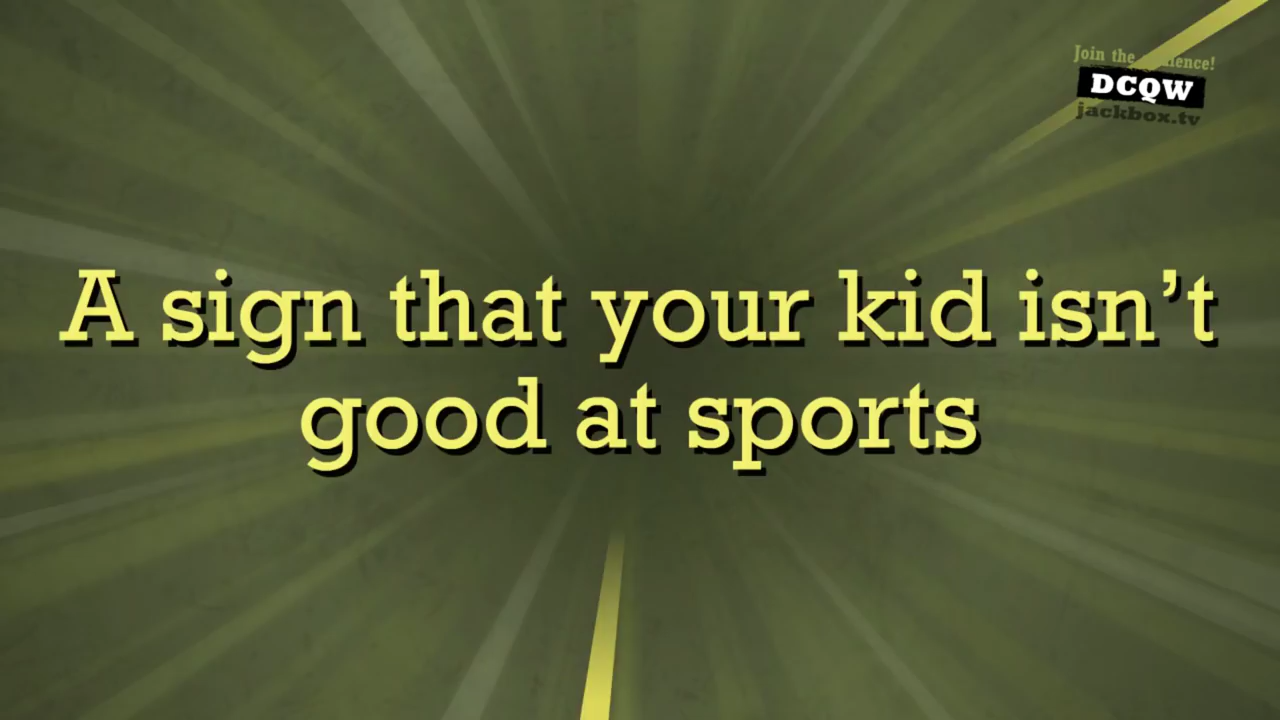 Join the
DCQW
jackbox.tv
A sign that your kid isn’t
good at sports